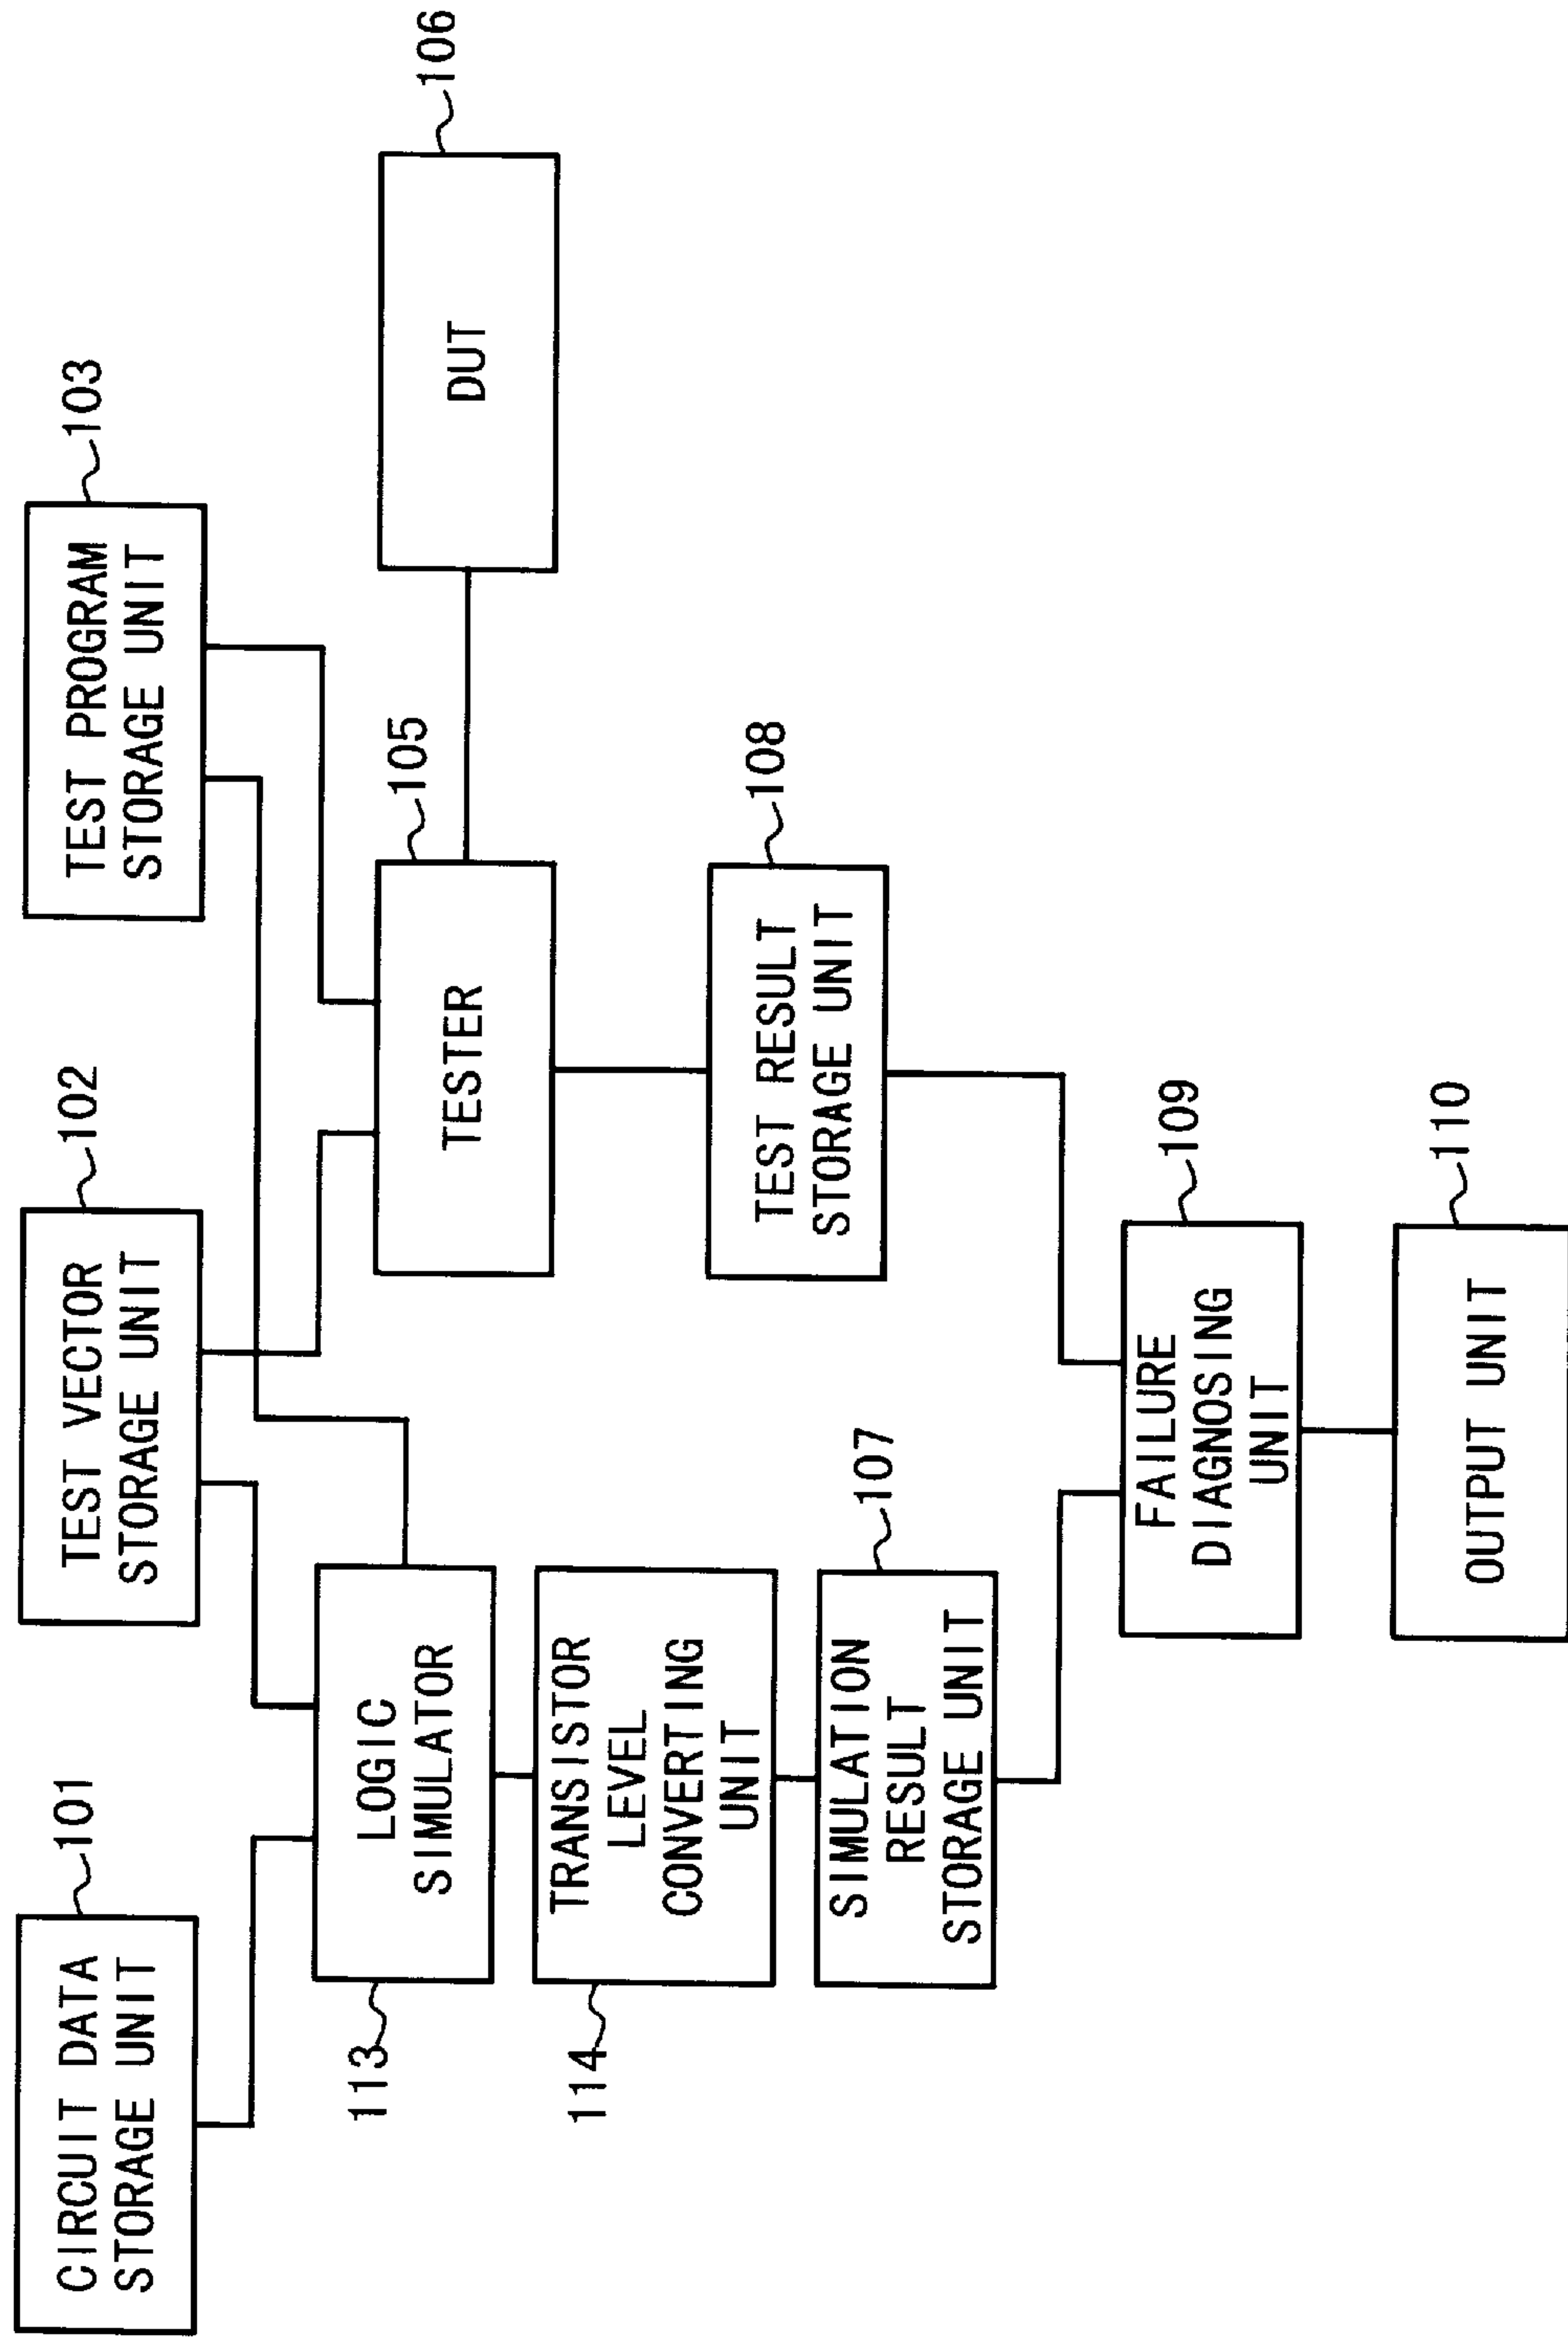 101
CIRCUIT DATA
STORAGE UNIT
102
TEST VECTOR
STORAGE UNIT
103
TEST PROGRAM
STORAGE UNIT
113
LOGIC
SIMULATOR
105
TESTER
106
DUT
114
TRANSISTOR
LEVEL
CONVERTING
UNIT
107
SIMULATION
RESULT
STORAGE UNIT
108
TEST RESULT
STORAGE UNIT
109
FAILURE
DIAGNOSING
UNIT
110
OUTPUT UNIT